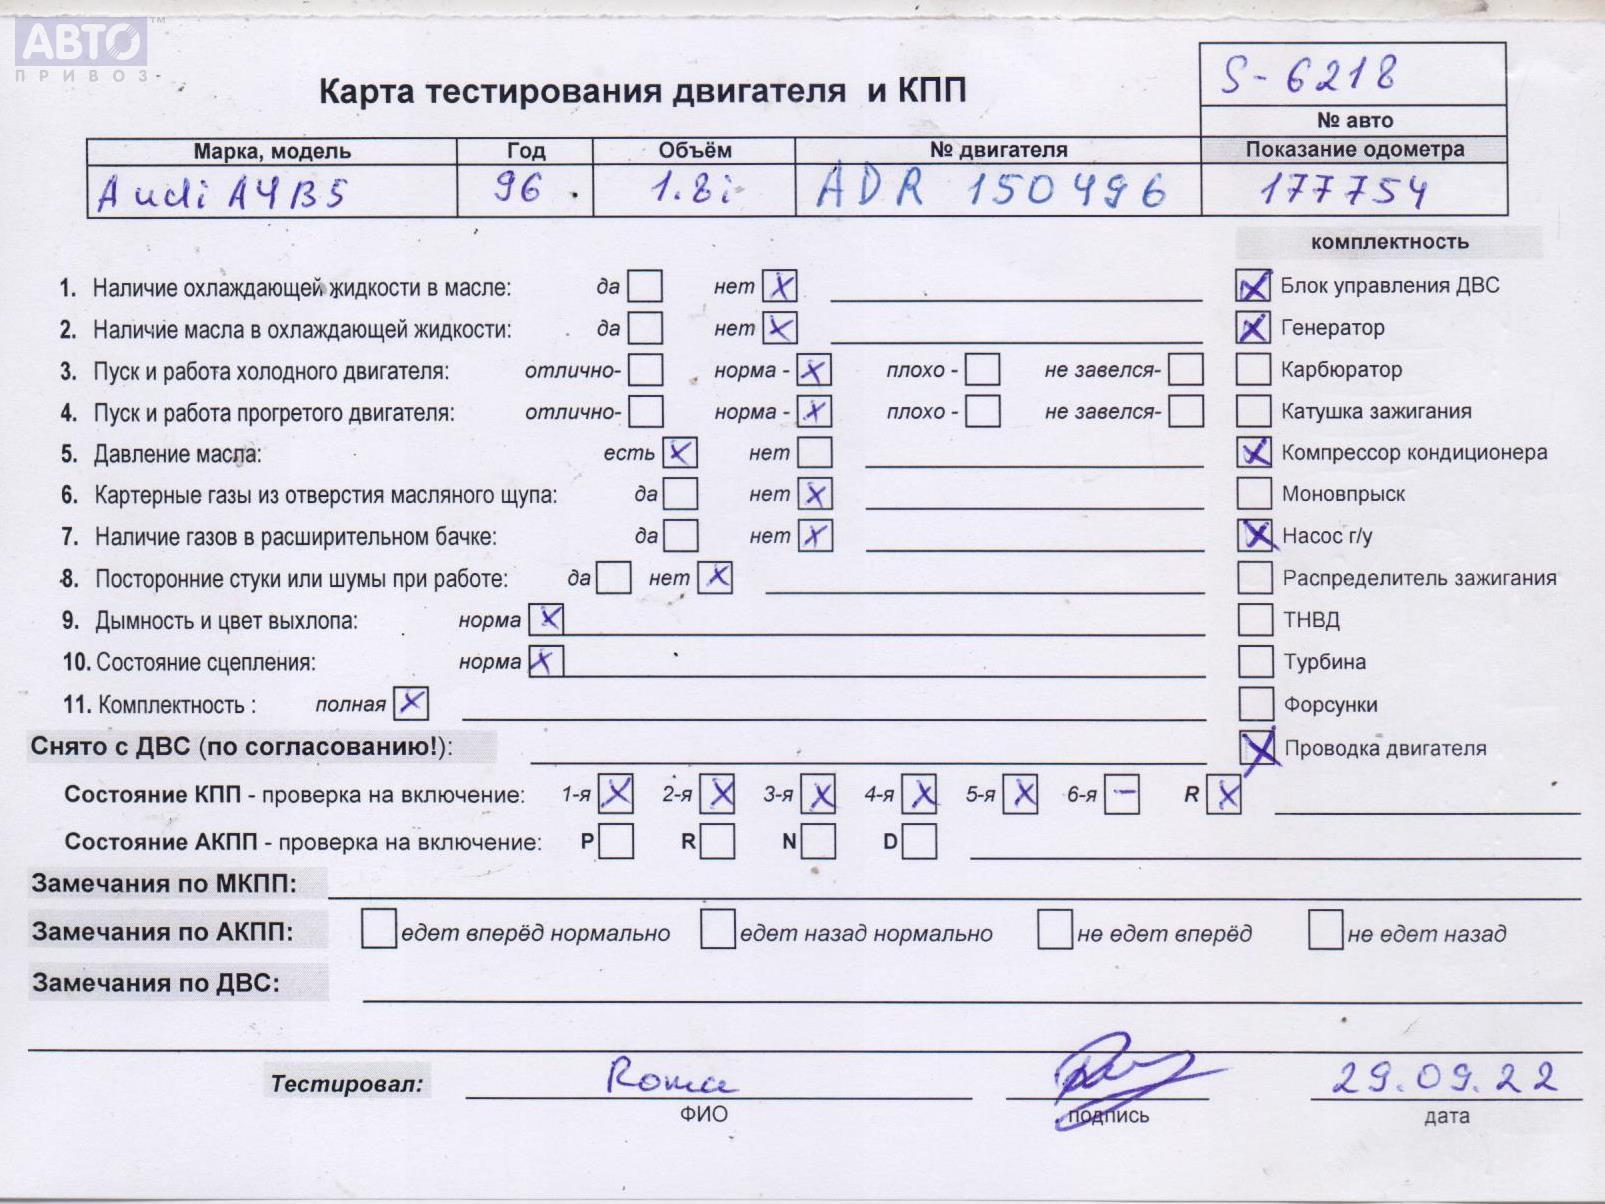 АВТО™
ПРИВОЗ
Карта тестирования двигателя и КПП
S-6218
№ авто
Марка, модель Год Объём № двигателя Показание одометра
Audi A4B5 96 1.8i ADR 150496 177754
комплектность
1. Наличие охлаждающей жидкости в масле: да нет X Блок управления ДВС X
2. Наличие масла в охлаждающей жидкости: да нет X Генератор X
3. Пуск и работа холодного двигателя: отлично- норма - X плохо - не завелся- Карбюратор
4. Пуск и работа прогретого двигателя: отлично- норма - X плохо - не завелся- Катушка зажигания
5. Давление масла: есть X нет X Компрессор кондиционера
6. Картерные газы из отверстия масляного щупа: да нет X Моновпрыск
7. Наличие газов в расширительном бачке: да нет X X Насос г/у
8. Посторонние стуки или шумы при работе: да нет X Распределитель зажигания
9. Дымность и цвет выхлопа: норма X ТНВД
10. Состояние сцепления: норма X Турбина
11. Комплектность : полная X Форсунки
Снято с ДВС (по согласованию!): X Проводка двигателя
Состояние КПП - проверка на включение: 1-я X 2-я X 3-я X 4-я X 5-я X 6-я – R X
Состояние АКПП - проверка на включение: P R N D
Замечания по МКПП:
Замечания по АКПП: едет вперёд нормально едет назад нормально не едет вперёд не едет назад
Замечания по ДВС:
Тестировал: Roma 29.09.22
ФИО подпись дата